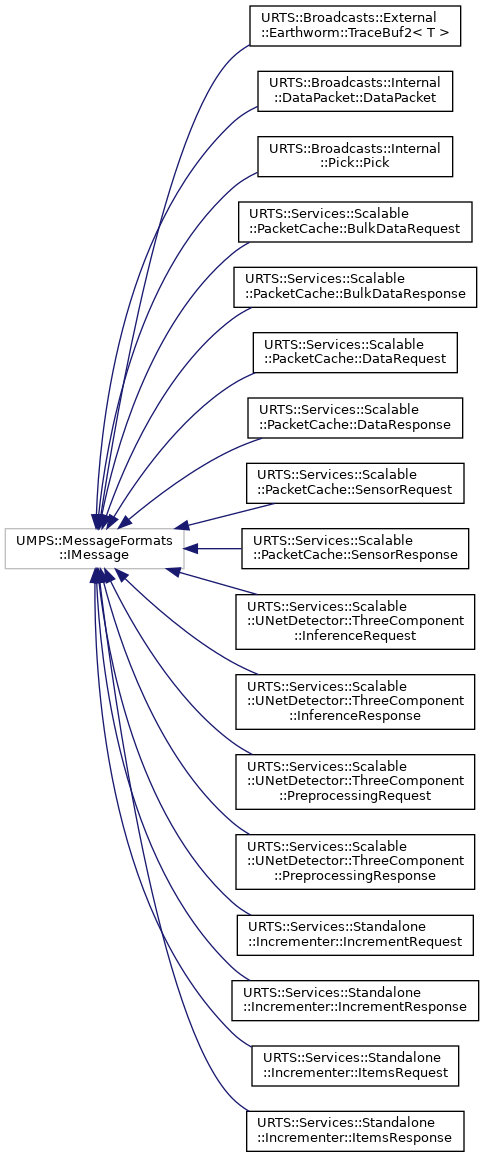 URTS::Broadcasts::External
::Earthworm::TraceBuf2< T >
URTS::Broadcasts::Internal
::DataPacket::DataPacket
URTS::Broadcasts::Internal
::Pick::Pick
URTS::Services::Scalable
::PacketCache::BulkDataRequest
URTS::Services::Scalable
::PacketCache::BulkDataResponse
URTS::Services::Scalable
::PacketCache::DataRequest
URTS::Services::Scalable
::PacketCache::DataResponse
URTS::Services::Scalable
::PacketCache::SensorRequest
UMPS::MessageFormats
::IMessage
URTS::Services::Scalable
::PacketCache::SensorResponse
URTS::Services::Scalable
::UNetDetector::ThreeComponent
::InferenceRequest
URTS::Services::Scalable
::UNetDetector::ThreeComponent
::InferenceResponse
URTS::Services::Scalable
::UNetDetector::ThreeComponent
::PreprocessingRequest
URTS::Services::Scalable
::UNetDetector::ThreeComponent
::PreprocessingResponse
URTS::Services::Standalone
::Incrementer::IncrementRequest
URTS::Services::Standalone
::Incrementer::IncrementResponse
URTS::Services::Standalone
::Incrementer::ItemsRequest
URTS::Services::Standalone
::Incrementer::ItemsResponse